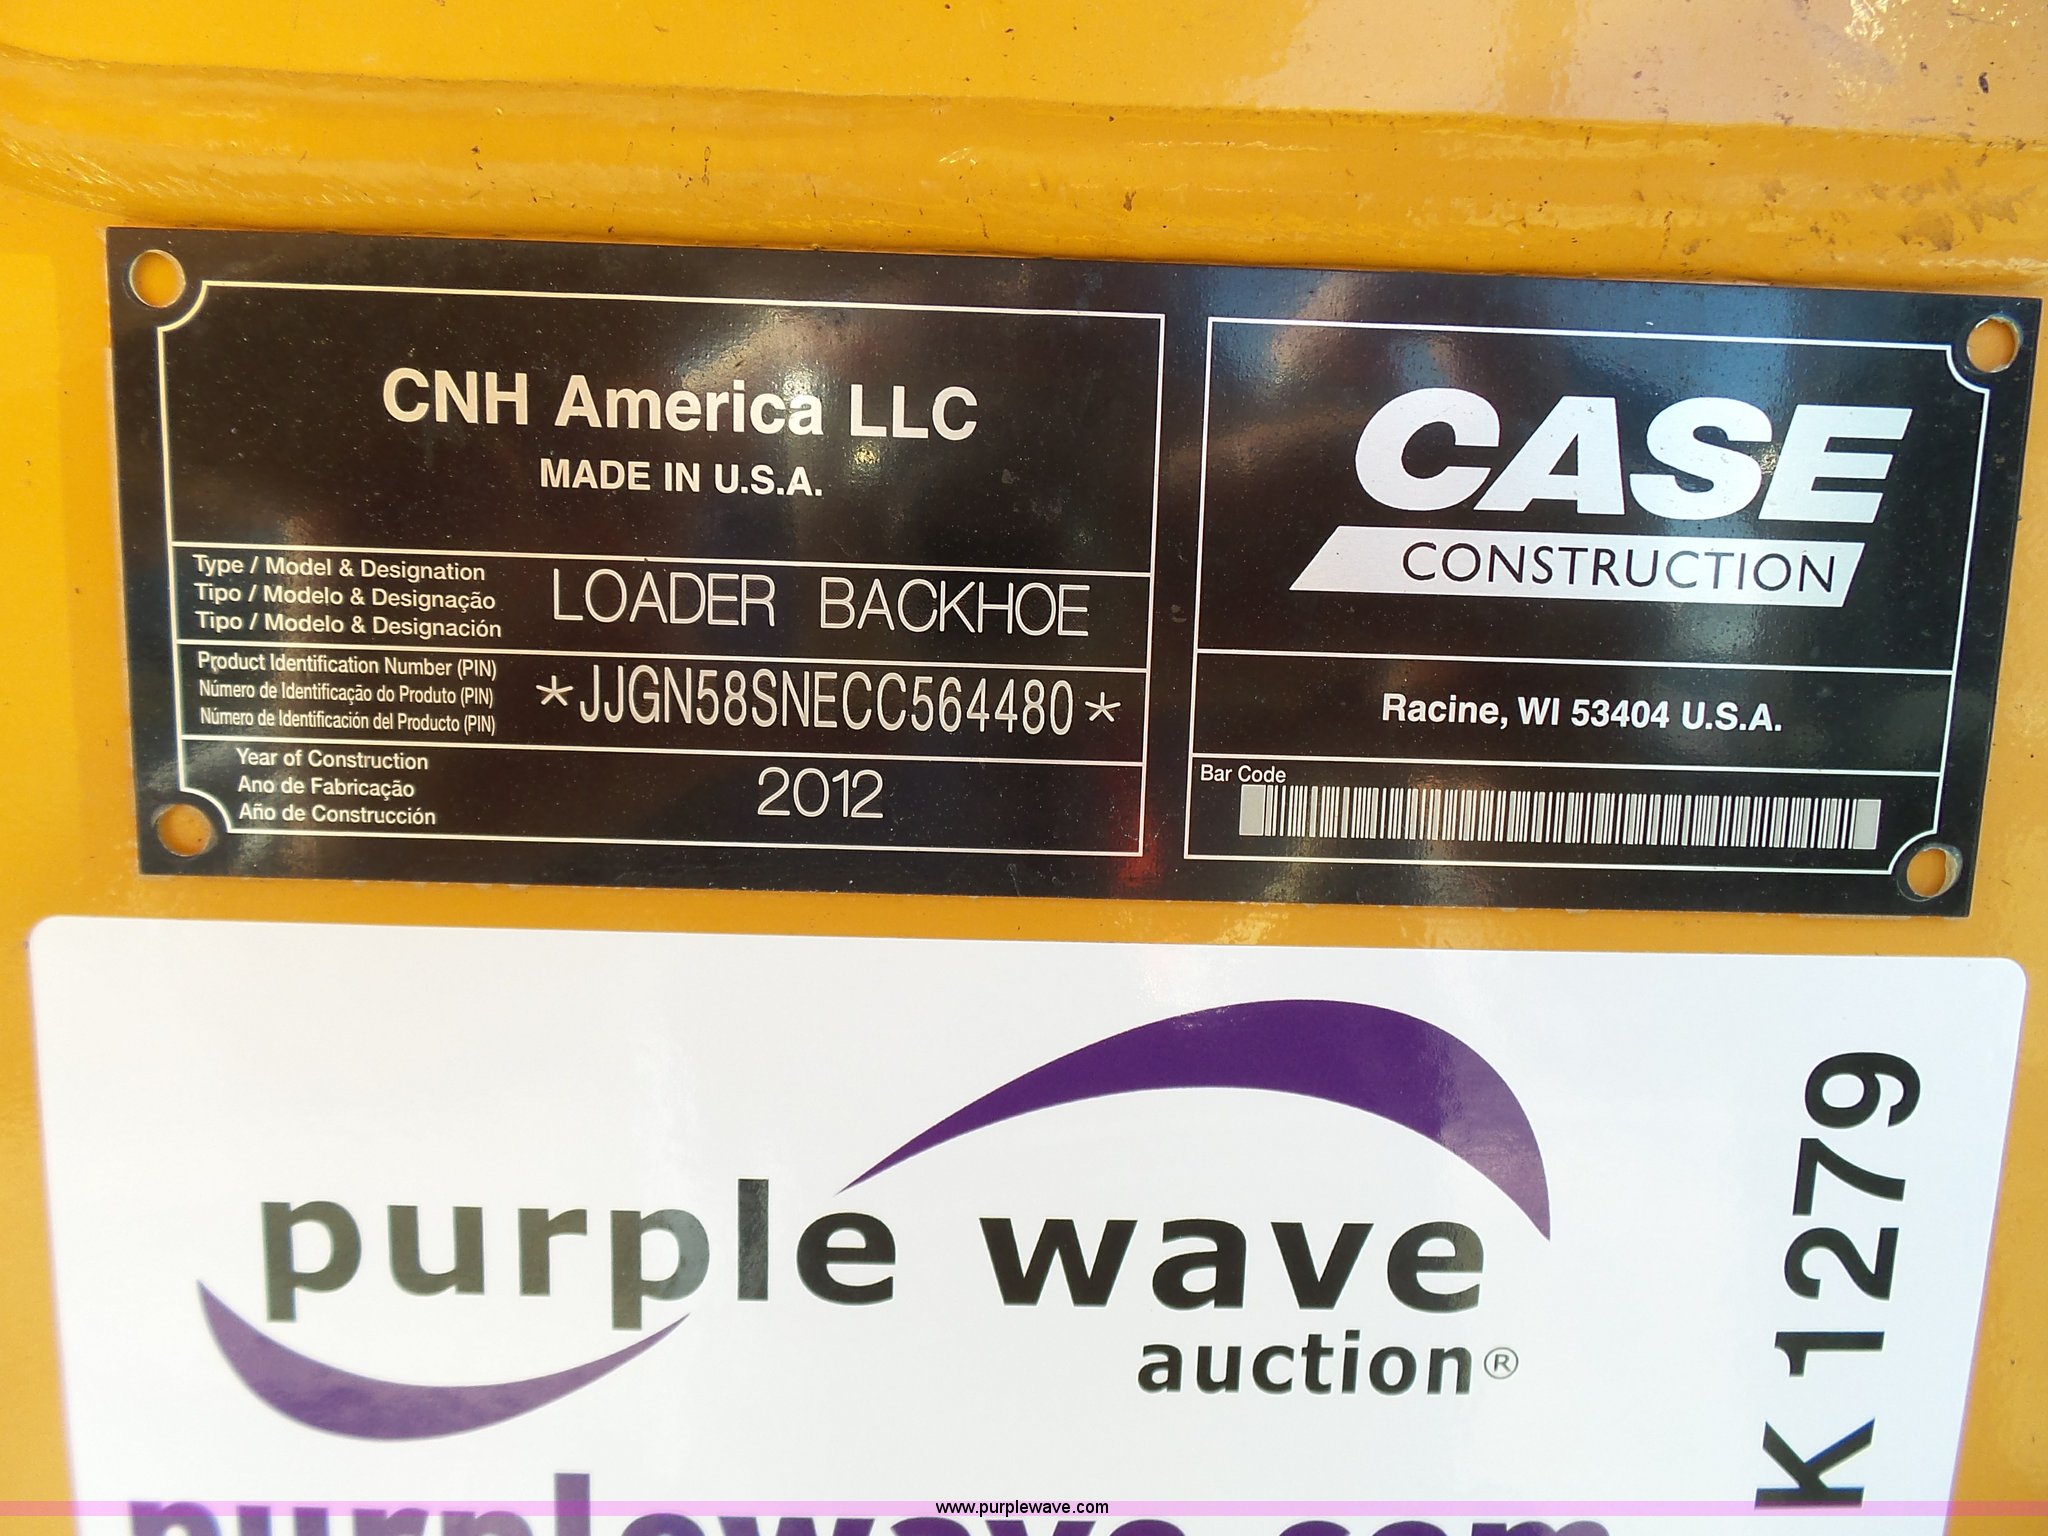 CNH America LLC
MADE IN U.S.A.
Type / Model & Designation
Tipo / Modelo & Designação
Tipo / Modelo & Designación
LOADER BACKHOE
Product Identification Number (PIN)
Número de Identificação do Produto (PIN)
Número de Identificación del Producto (PIN)
*JJGN58SNECC564480*
Year of Construction
Ano de Fabricação
Año de Construcción
2012
CASE
CONSTRUCTION
Racine, WI 53404 U.S.A.
Bar Code
purple wave
auction®
K1279
purplewave.com
www.purplewave.com